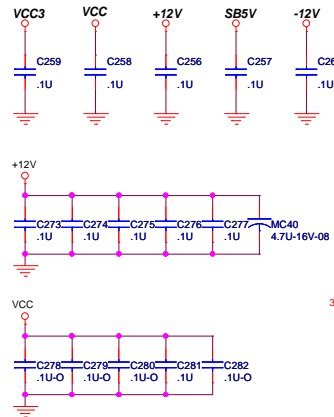 VCC3 VCC +12V SB5V -12V
C259 C258 C256 C257 C26
.1U .1U .1U .1U .1U
+12V
C273 C274 C275 C276 C277 MC40
.1U .1U .1U .1U .1U 4.7U-16V-08
VCC
3
C278 C279 C280 C281 C282
.1U-O .1U-O .1U-O .1U .1U-O